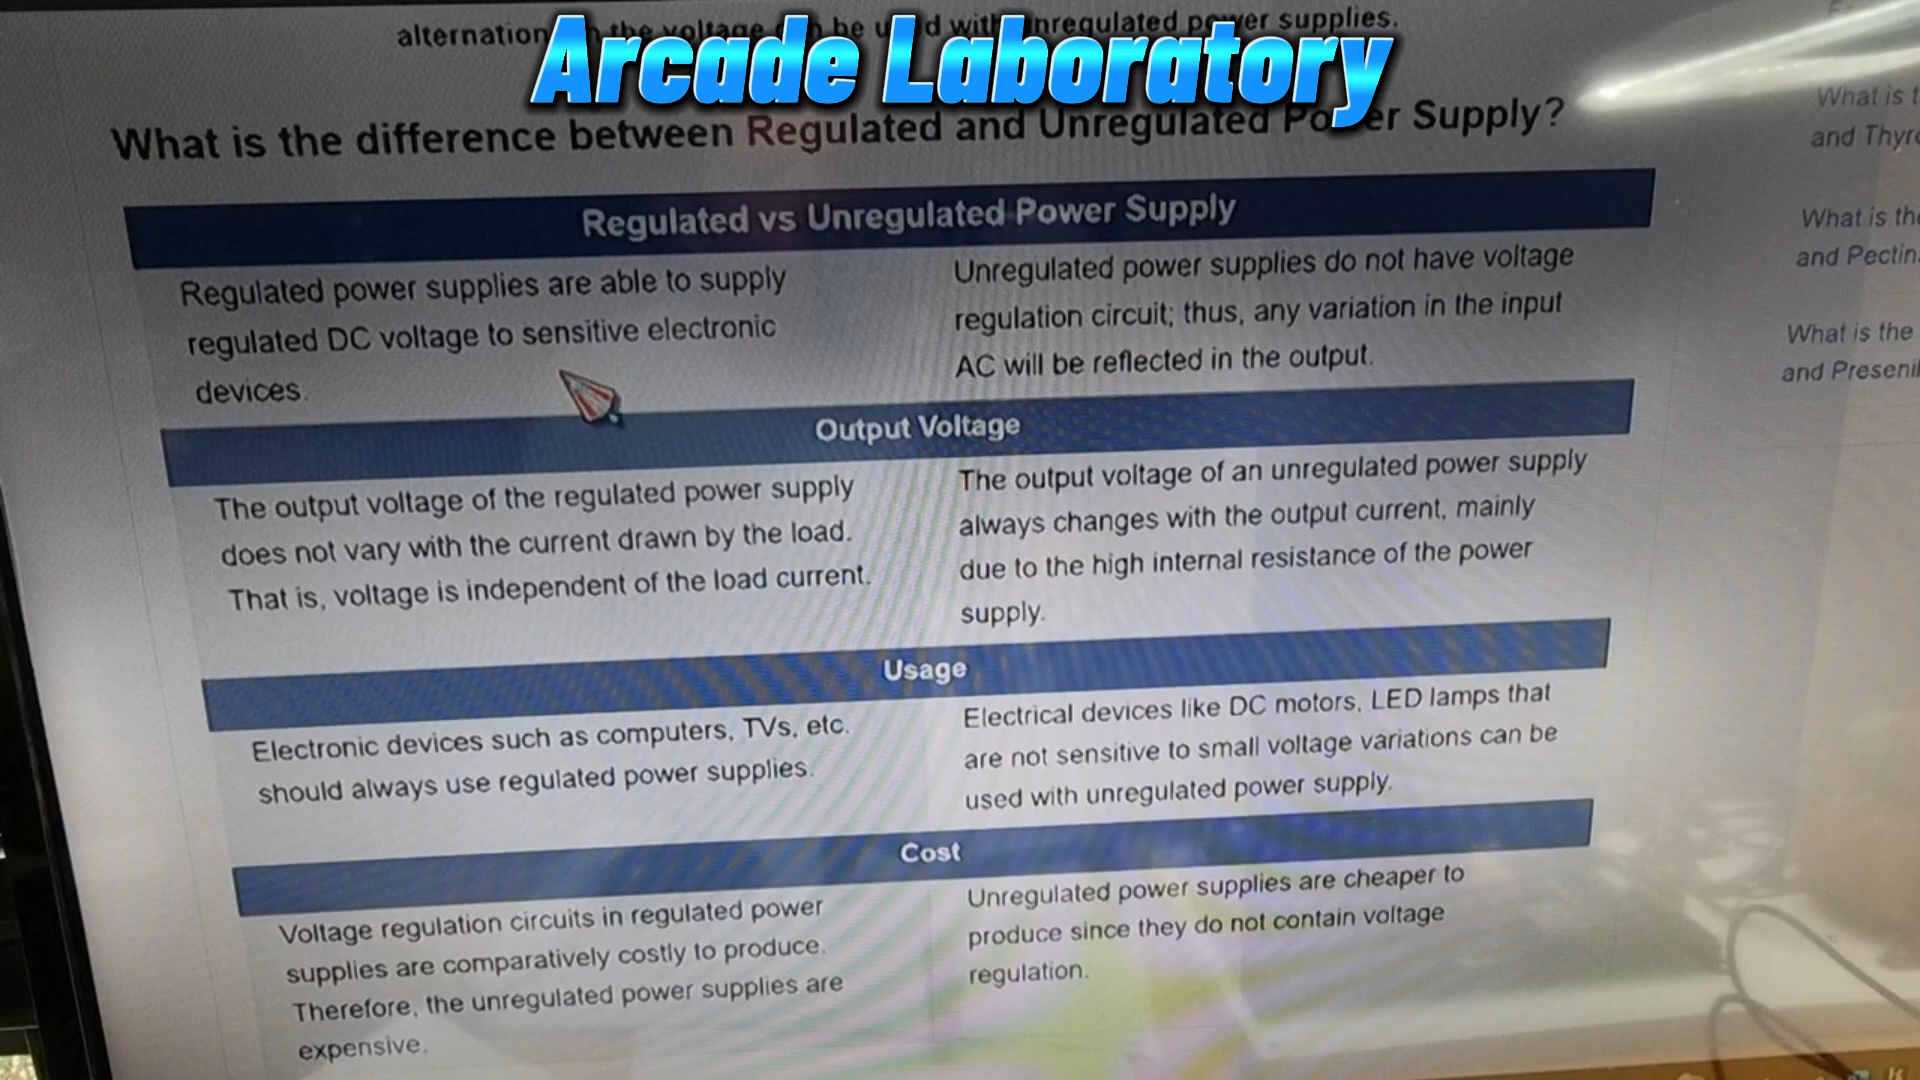 alternation the voltage be with unregulated power supplies.
Arcade Laboratory
What is the difference between Regulated and Unregulated Power Supply?
Regulated vs Unregulated Power Supply
Regulated power supplies are able to supply
regulated DC voltage to sensitive electronic
devices.
Unregulated power supplies do not have voltage
regulation circuit; thus, any variation in the input
AC will be reflected in the output.
Output Voltage
The output voltage of the regulated power supply
does not vary with the current drawn by the load.
That is, voltage is independent of the load current.
The output voltage of an unregulated power supply
always changes with the output current, mainly
due to the high internal resistance of the power
supply.
Usage
Electronic devices such as computers, TVs, etc.
should always use regulated power supplies.
Electrical devices like DC motors, LED lamps that
are not sensitive to small voltage variations can be
used with unregulated power supply.
Cost
Voltage regulation circuits in regulated power
supplies are comparatively costly to produce.
Therefore, the unregulated power supplies are
expensive.
Unregulated power supplies are cheaper to
produce since they do not contain voltage
regulation.
What is
and
What is
and
What is the
and